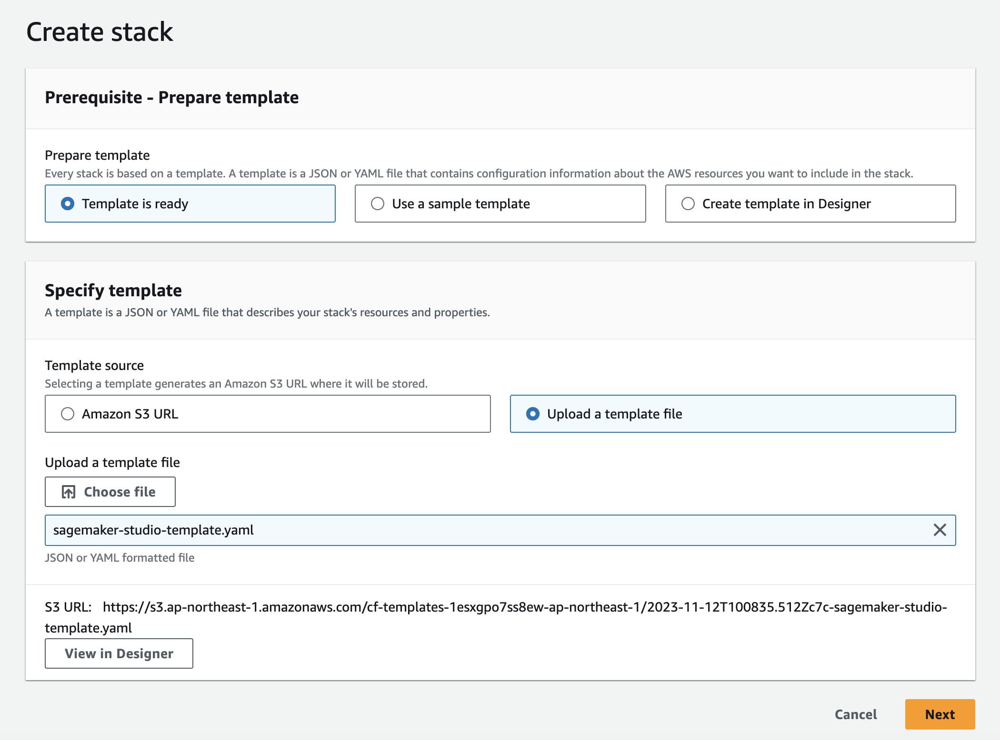 Create stack
Prerequisite - Prepare template
Prepare template
Every stack is based on a template. A template is a JSON or YAML file that contains configuration information about the AWS resources you want to include in the stack.
Template is ready
Use a sample template
Create template in Designer
Specify template
A template is a JSON or YAML file that describes your stack's resources and properties.
Template source
Selecting a template generates an Amazon S3 URL where it will be stored.
Amazon S3 URL
Upload a template file
Upload a template file
Choose file
sagemaker-studio-template.yaml
JSON or YAML formatted file
S3 URL: https://s3.ap-northeast-1.amazonaws.com/cf-templates-1esxgpo7ss8ew-ap-northeast-1/2023-11-12T100835.512Zc7c-sagemaker-studio-
template.yaml
View in Designer
Cancel
Next